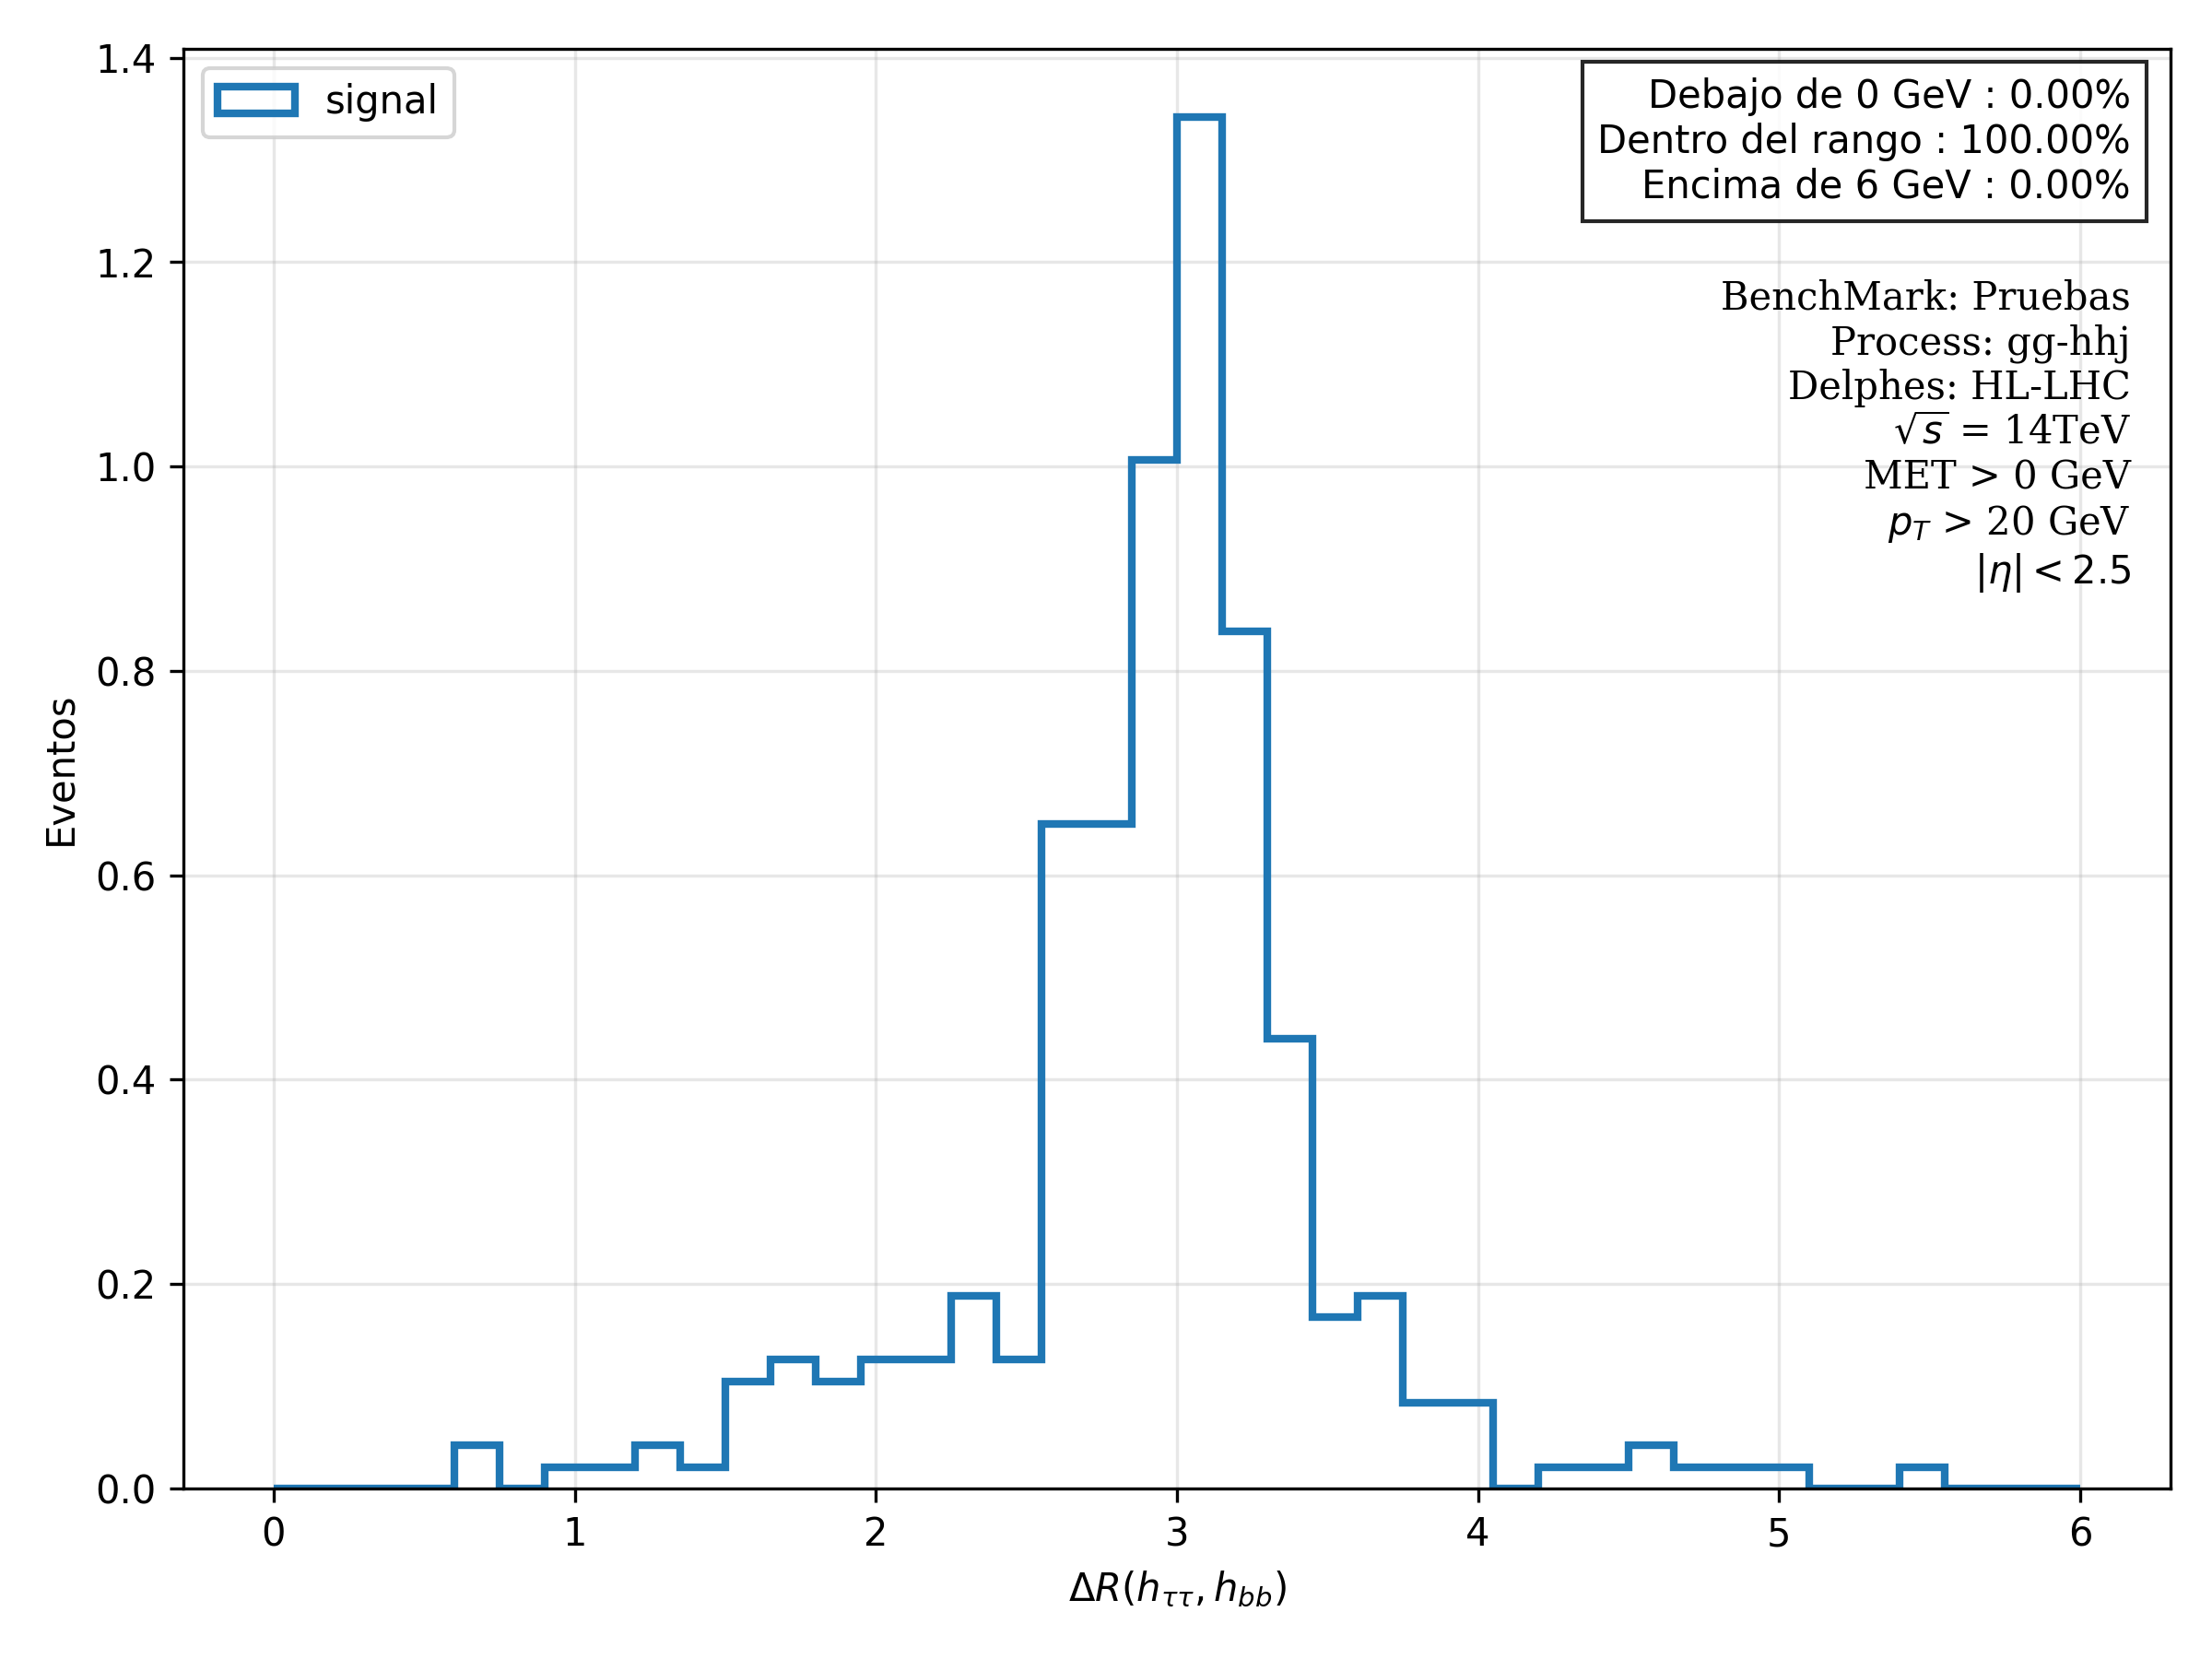 signal
Debajo de 0 GeV : 0.00%
Dentro del rango : 100.00%
Encima de 6 GeV : 0.00%
BenchMark: Pruebas
Process: gg-hhj
Delphes: HL-LHC
√s = 14TeV
MET > 0 GeV
p_T > 20 GeV
|η| < 2.5
Eventos
1.4
1.2
1.0
0.8
0.6
0.4
0.2
0.0
0 1 2 3 4 5 6
ΔR(h_ττ, h_bb)